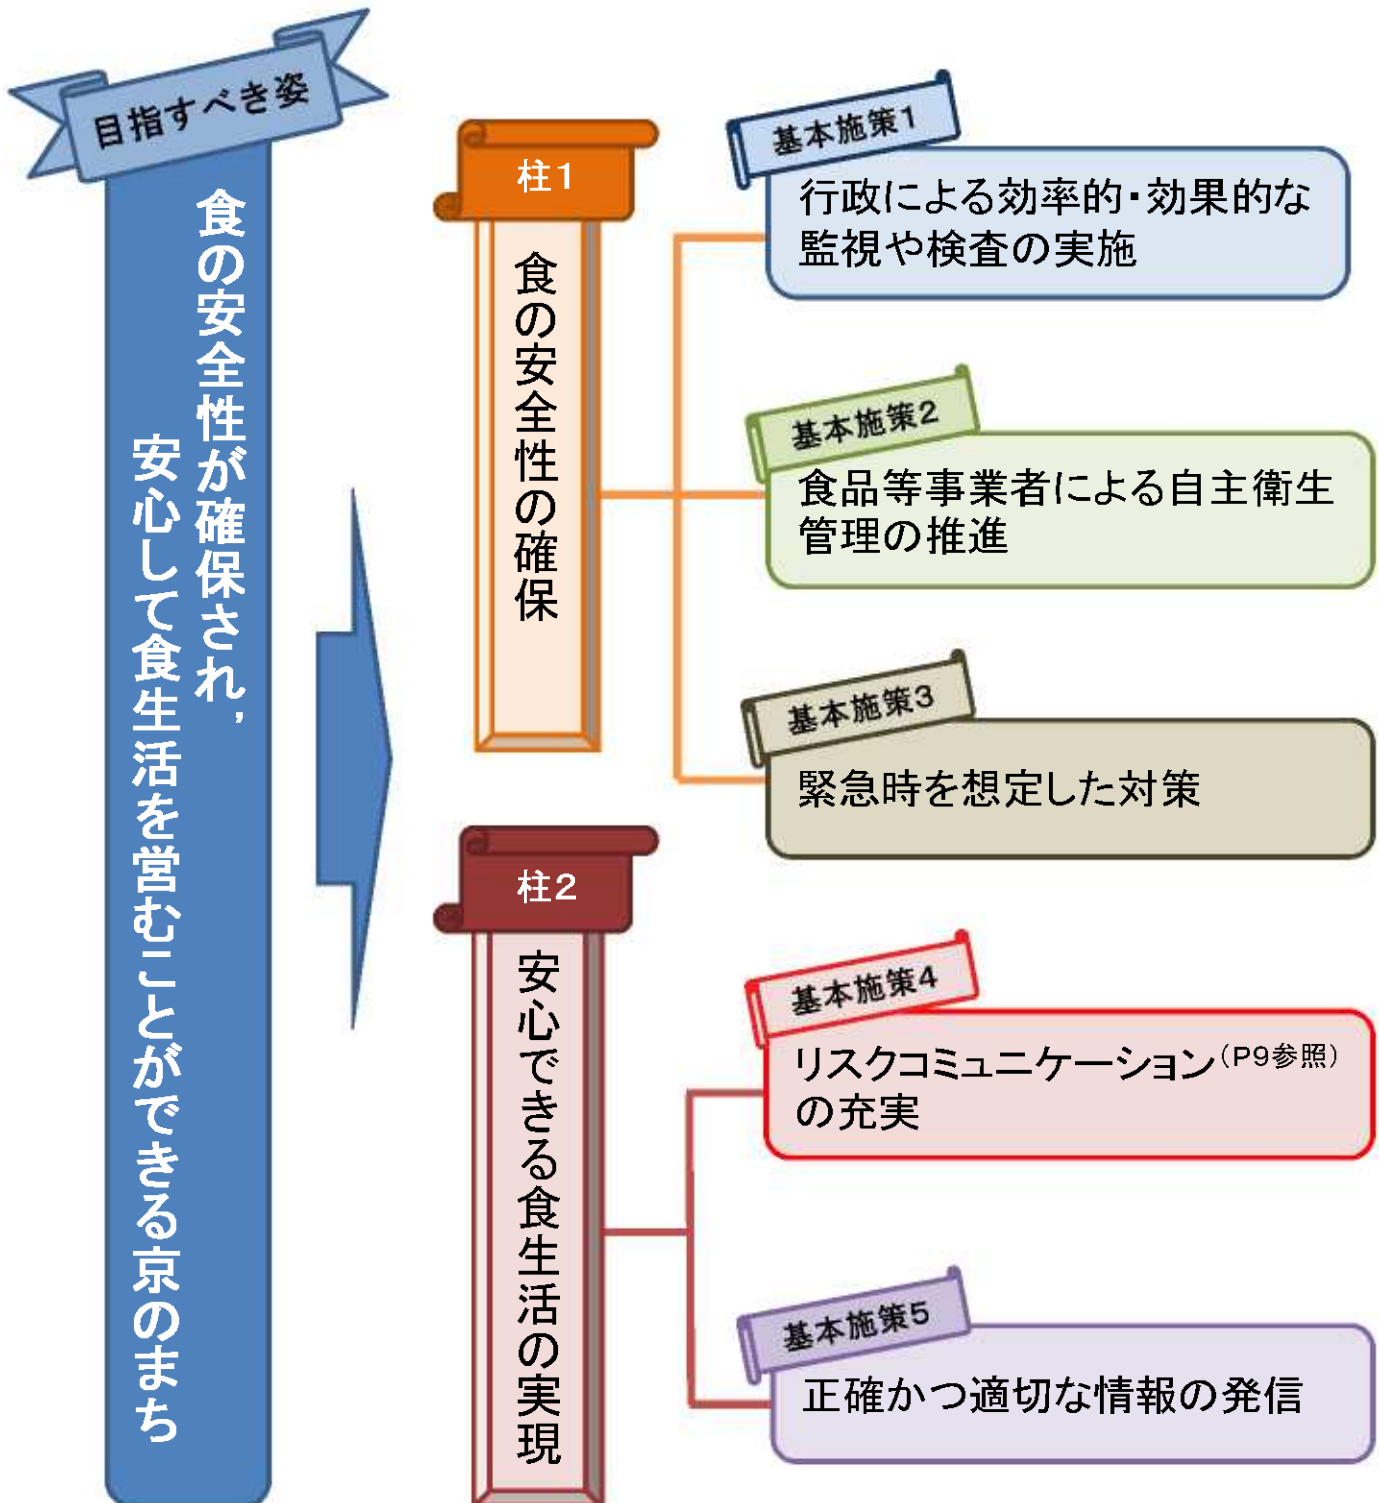 目指すべき姿
食の安全性が確保され，
安心して食生活を営むことができる京のまち
柱1
食の安全性の確保
基本施策1
行政による効率的・効果的な
監視や検査の実施
基本施策2
食品等事業者による自主衛生
管理の推進
基本施策3
緊急時を想定した対策
柱2
安心できる食生活の実現
基本施策4
リスクコミュニケーション（P9参照）
の充実
基本施策5
正確かつ適切な情報の発信